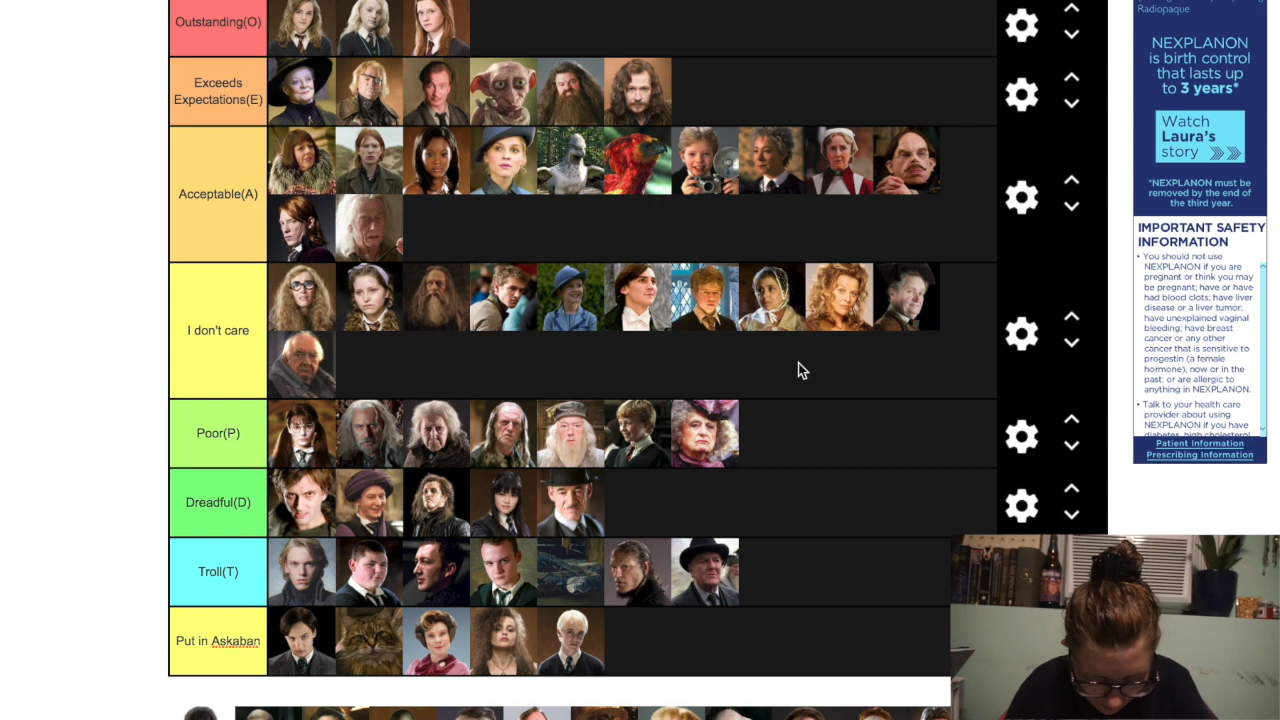 Outstanding(O)
Exceeds
Expectations(E)
Acceptable(A)
I don't care
Poor(P)
Dreadful(D)
Troll(T)
Put in Askaban
Radiopaque
NEXPLANON
is birth control
that lasts up
to 3 years*
Watch
Laura's
story
*NEXPLANON must be
removed by the end of
the third year.
IMPORTANT SAFETY
INFORMATION
• You should not use
NEXPLANON if you are
pregnant or think you may
be pregnant; have or have
had blood clots; have liver
disease or a liver tumor;
have unexplained vaginal
bleeding; have breast
cancer or any other
cancer that is sensitive to
progestin (a female
hormone), now or in the
past; or are allergic to
anything in NEXPLANON.
• Talk to your health care
provider about using
NEXPLANON if you have
diabetes, high cholesterol
Patient Information
Prescribing Information